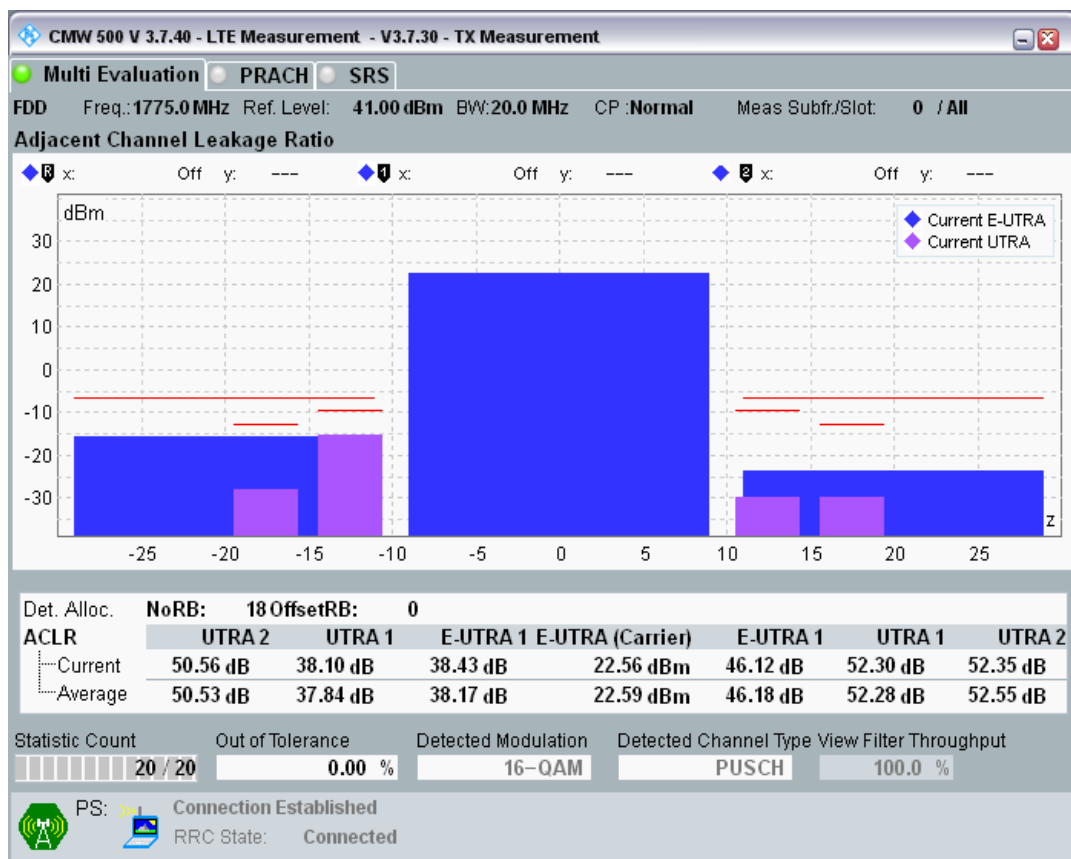 CMW 500 V 3.7.40 - LTE Measurement - V3.7.30 - TX Measurement
Multi Evaluation PRACH SRS
FDD Freq.: 1775.0 MHz Ref. Level: 41.00 dBm BW: 20.0 MHz CP : Normal Meas Subfr./Slot: 0 / All
Adjacent Channel Leakage Ratio
R x: Off y: --- 1 x: Off y: --- 2 x: Off y: ---
dBm
Current E-UTRA
Current UTRA
30
20
10
0
-10
-20
-30
z
-25 -20 -15 -10 -5 0 5 10 15 20 25
Det. Alloc. NoRB: 18 OffsetRB: 0
ACLR UTRA 2 UTRA 1 E-UTRA 1 E-UTRA (Carrier) E-UTRA 1 UTRA 1 UTRA 2
Current 50.56 dB 38.10 dB 38.43 dB 22.56 dBm 46.12 dB 52.30 dB 52.35 dB
Average 50.53 dB 37.84 dB 38.17 dB 22.59 dBm 46.18 dB 52.28 dB 52.55 dB
Statistic Count Out of Tolerance Detected Modulation Detected Channel Type View Filter Throughput
20 / 20 0.00 % 16-QAM PUSCH 100.0 %
PS: Connection Established
RRC State: Connected